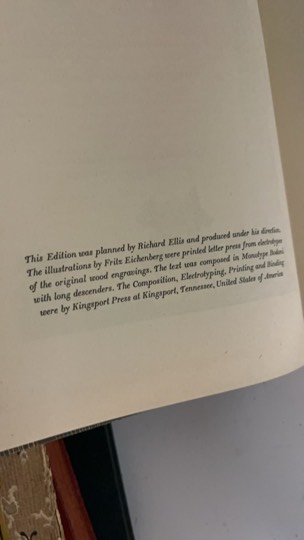 This Edition was planned by Richard Ellis and produced under his direction.
The illustrations by Fritz Eichenberg were printed letter press from electrotypes
of the original wood engravings. The text was composed in Monotype Bodoni
with long descenders. The Composition, Electrotyping, Printing and Binding
were by Kingsport Press at Kingsport, Tennessee, United States of America